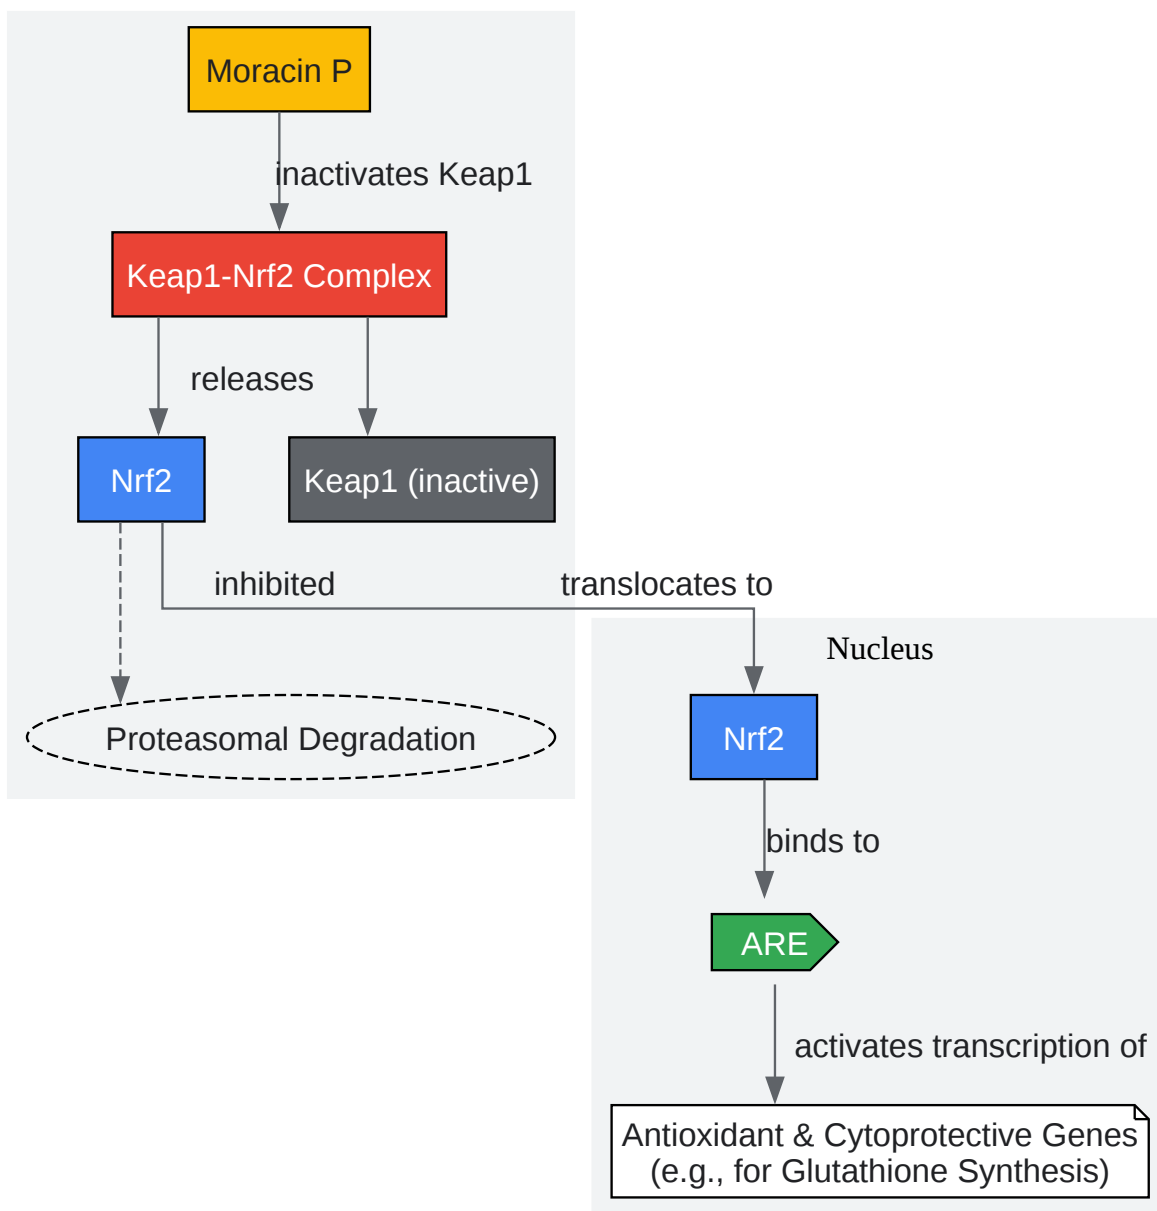 Moracin P
inactivates Keap1
Keap1-Nrf2 Complex
releases
Nrf2
Keap1 (inactive)
inhibited
translocates to
Nucleus
Proteasomal Degradation
Nrf2
binds to
ARE
activates transcription of
Antioxidant & Cytoprotective Genes
(e.g., for Glutathione Synthesis)